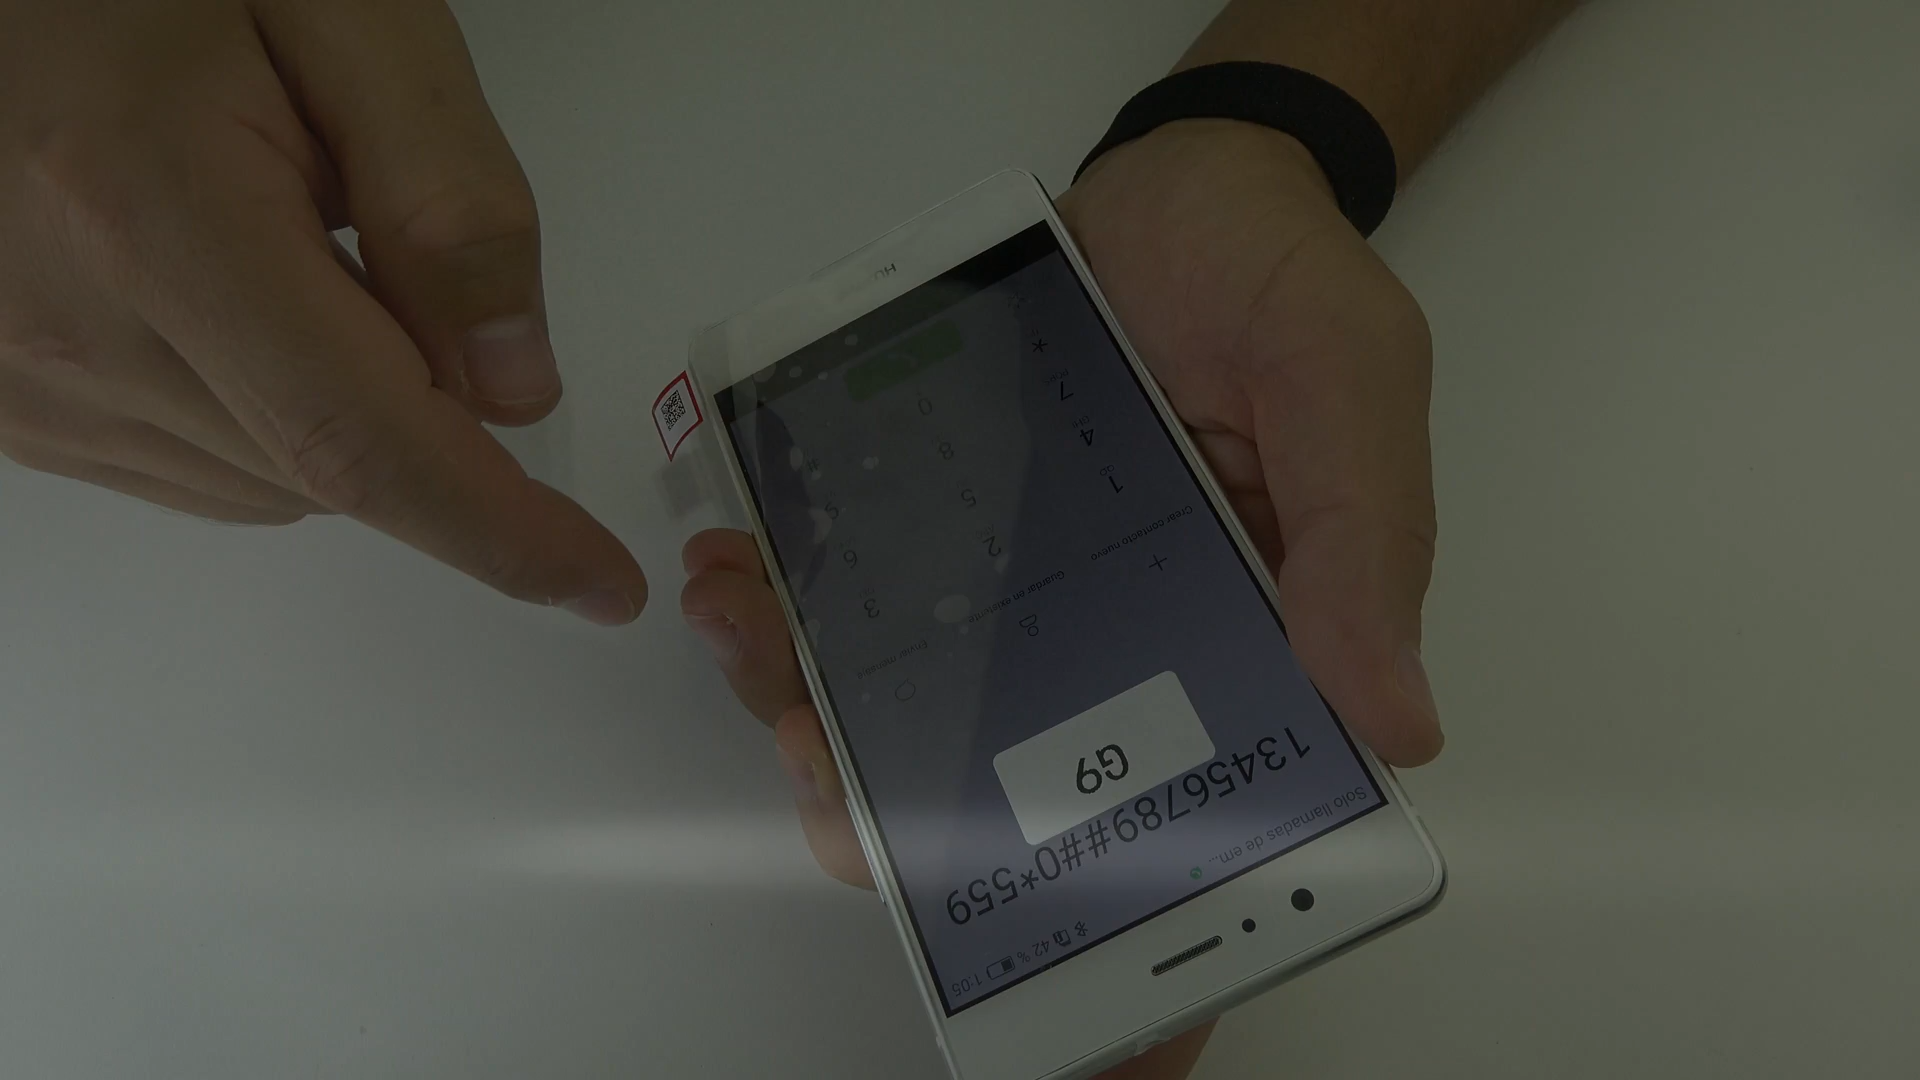 1:05
42 %
Solo llamadas de em...
13456789##0*559
G9
Crear contacto nuevo
Guardar en existente
Enviar mensaje
1
2
3
4
5
6
7
8
9
*
0
#
HU